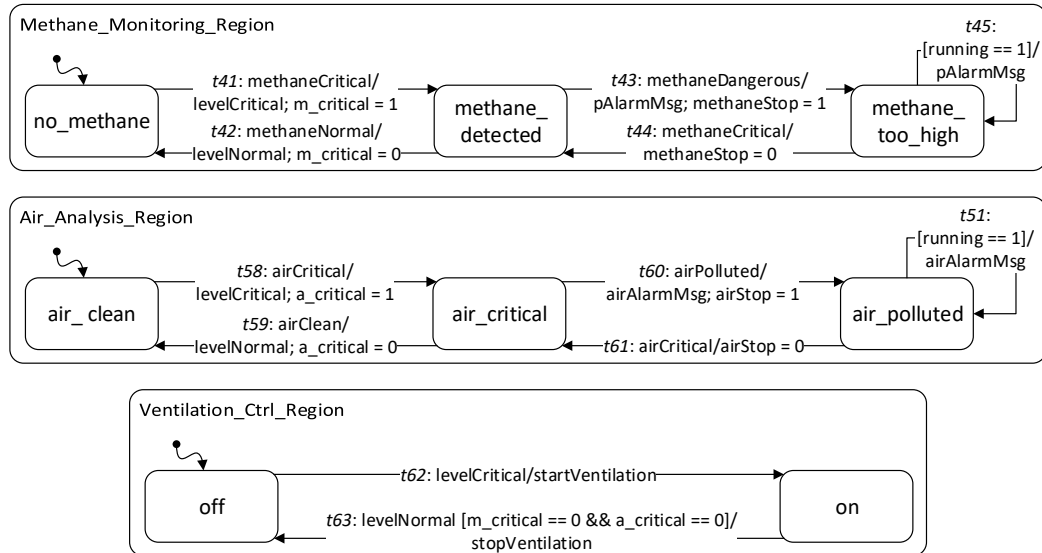 Methane_Monitoring_Region
t45:
[running == 1]/
pAlarmMsg
t41: methaneCritical/
levelCritical; m_critical = 1
t43: methaneDangerous/
pAlarmMsg; methaneStop = 1
no_methane
methane_
detected
methane_
too_high
t42: methaneNormal/
levelNormal; m_critical = 0
t44: methaneCritical/
methaneStop = 0
Air_Analysis_Region
t51:
[running == 1]/
airAlarmMsg
t58: airCritical/
levelCritical; a_critical = 1
t60: airPolluted/
airAlarmMsg; airStop = 1
air_ clean
air_critical
air_polluted
t59: airClean/
levelNormal; a_critical = 0
t61: airCritical/airStop = 0
Ventilation_Ctrl_Region
t62: levelCritical/startVentilation
off
on
t63: levelNormal [m_critical == 0 && a_critical == 0]/
stopVentilation